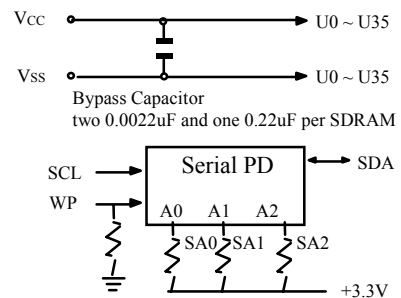 VCC U0 ~ U35
VSS U0 ~ U35
Bypass Capacitor
two 0.0022uF and one 0.22uF per SDRAM
SCL Serial PD SDA
WP A0 A1 A2
SA0 SA1 SA2
+3.3V